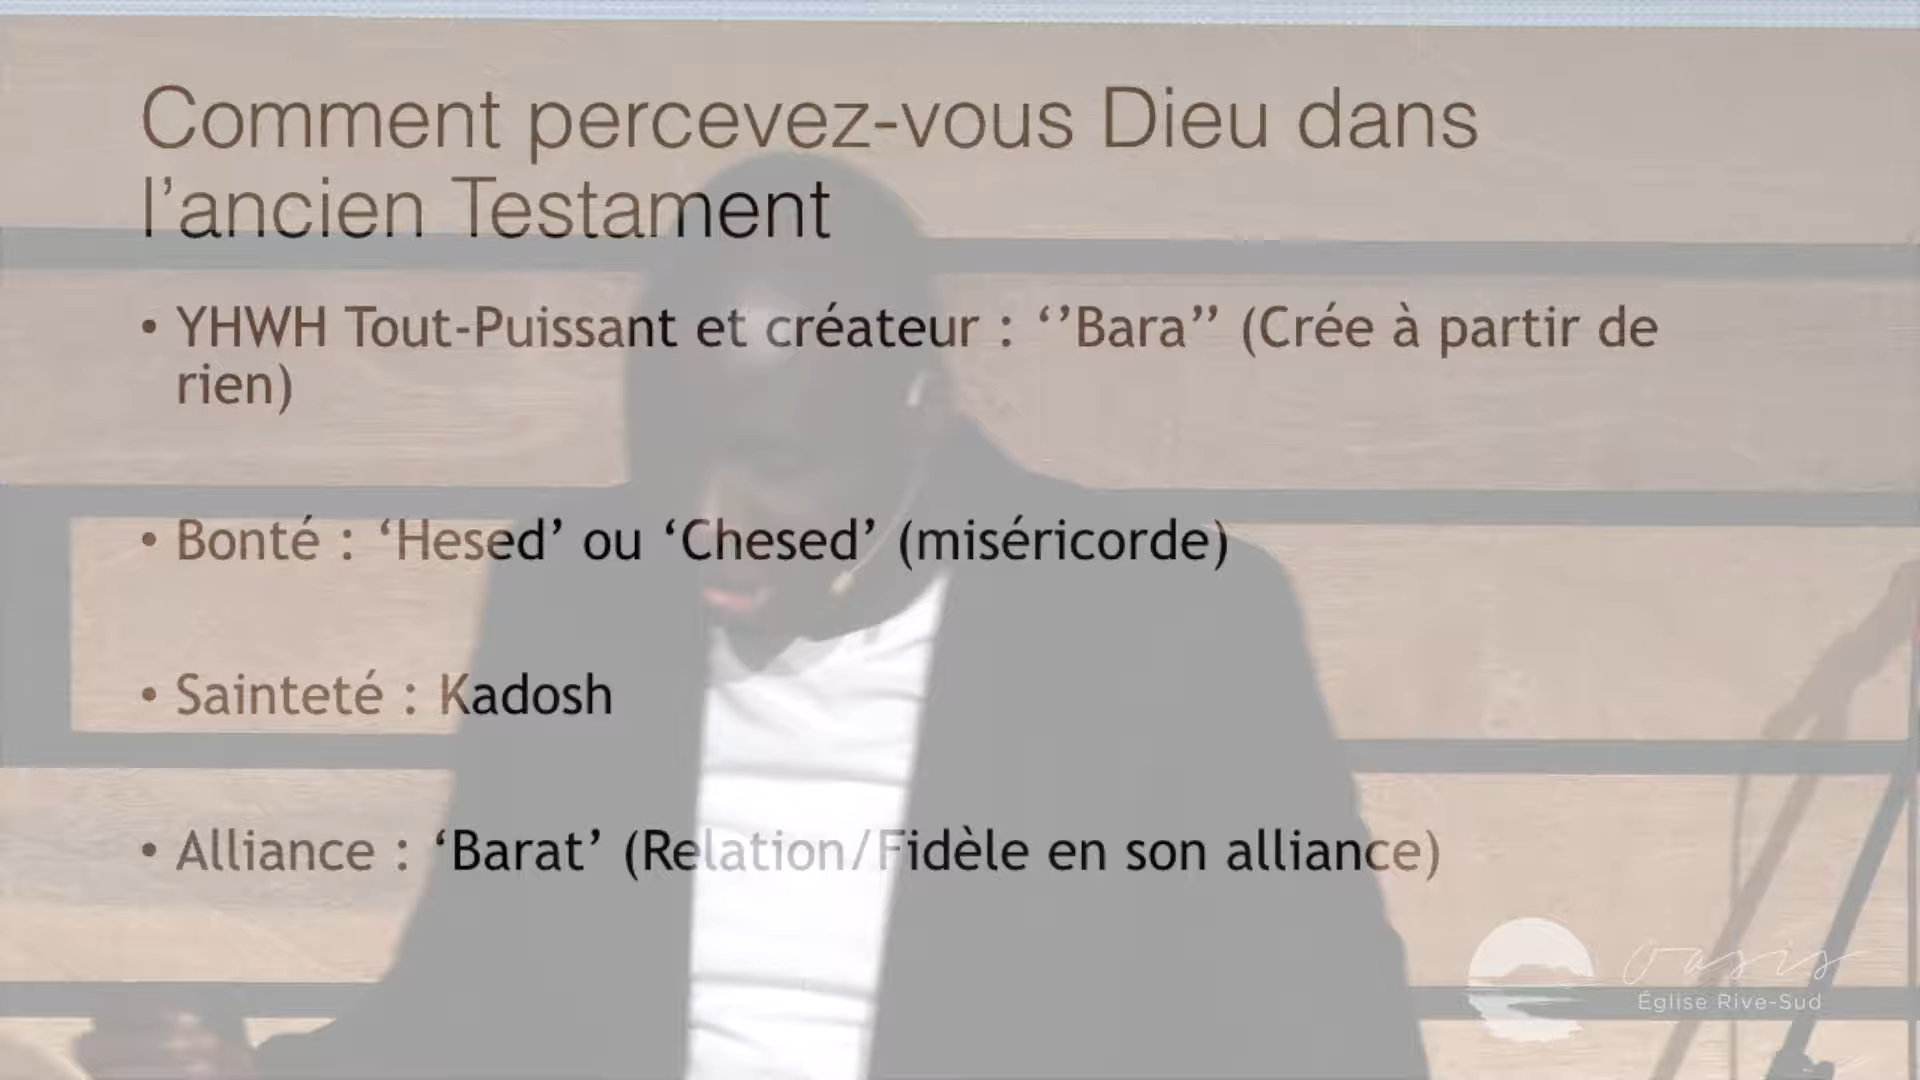 Comment percevez-vous Dieu dans
l’ancien Testament
• YHWH Tout-Puissant et créateur : ‘’Bara’’ (Crée à partir de
rien)
• Bonté : ‘Hesed’ ou ‘Chesed’ (miséricorde)
• Sainteté : Kadosh
• Alliance : ‘Barat’ (Relation/Fidèle en son alliance)
oasis
Église Rive-Sud